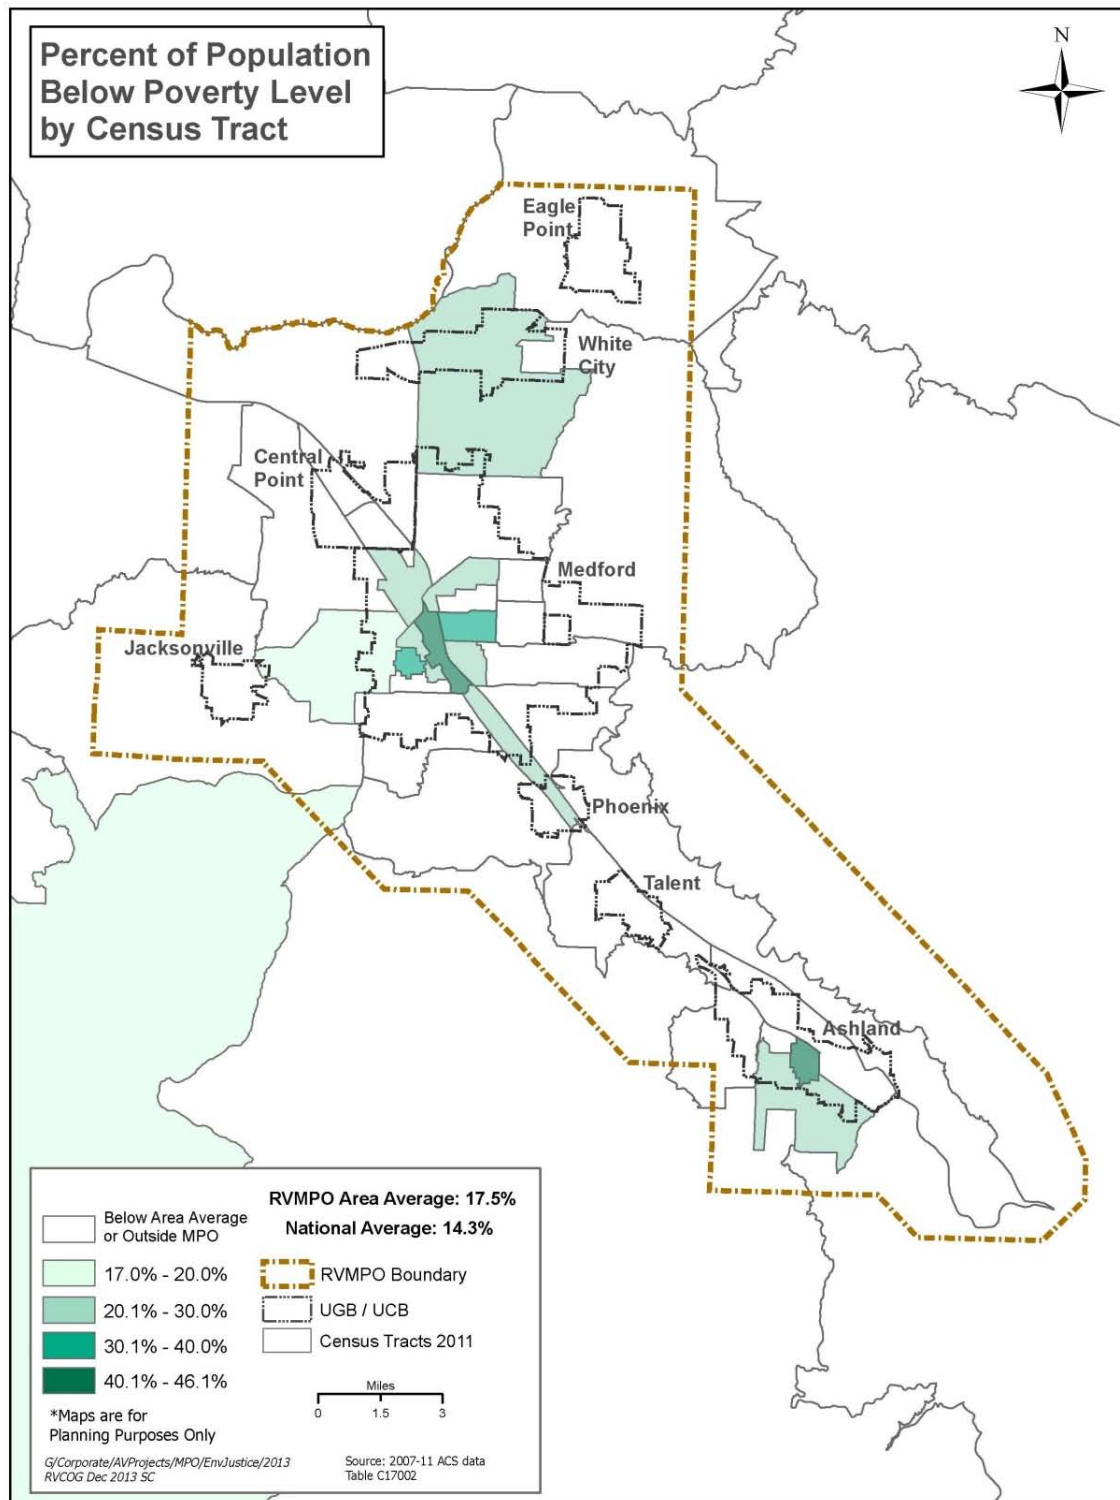 Percent of Population
Below Poverty Level
by Census Tract
N
Eagle
Point
White
City
Central
Point
Medford
Jacksonville
Phoenix
Talent
Ashland
RVMPO Area Average: 17.5%
National Average: 14.3%
Below Area Average
or Outside MPO
17.0% - 20.0%
20.1% - 30.0%
30.1% - 40.0%
40.1% - 46.1%
RVMPO Boundary
UGB / UCB
Census Tracts 2011
Miles
0 1.5 3
*Maps are for
Planning Purposes Only
G/Corporate/AVProjects/MPO/EnvJustice/2013
RVCOG Dec 2013 SC
Source: 2007-11 ACS data
Table C17002